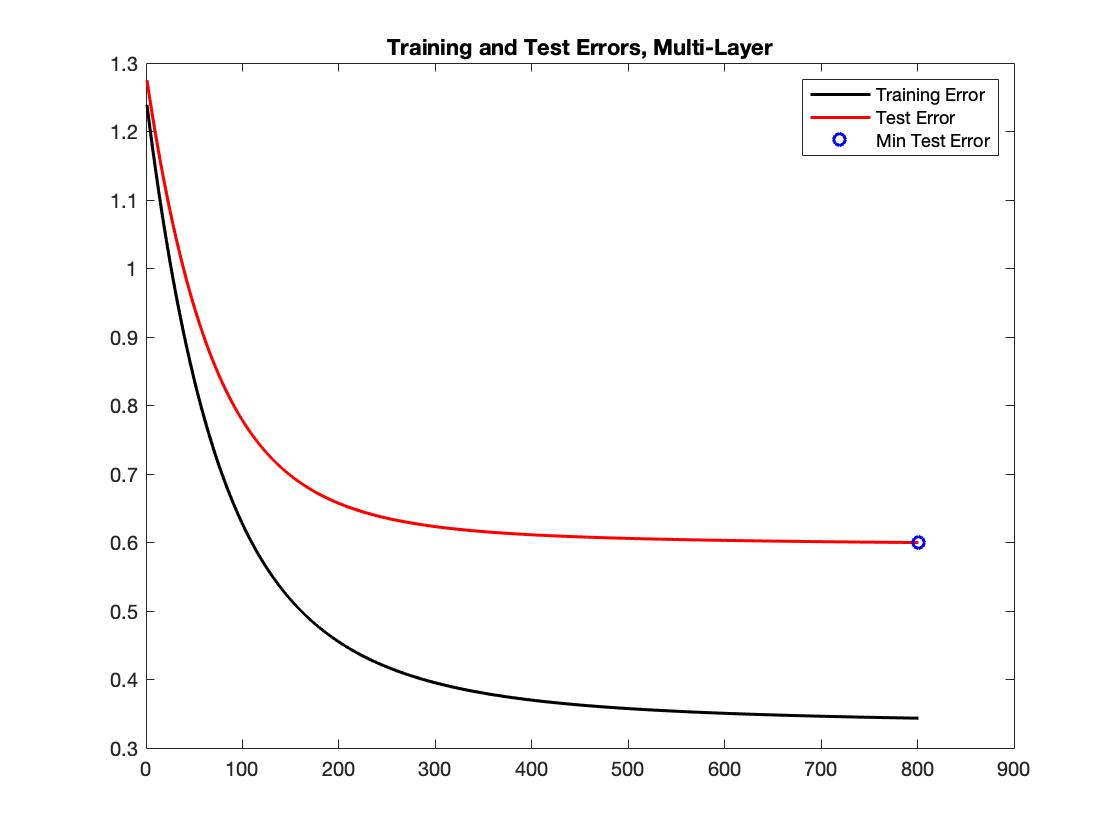 Training and Test Errors, Multi-Layer
1.3
1.2
1.1
1
0.9
0.8
0.7
0.6
0.5
0.4
0.3
Training Error
Test Error
Min Test Error
0 100 200 300 400 500 600 700 800 900